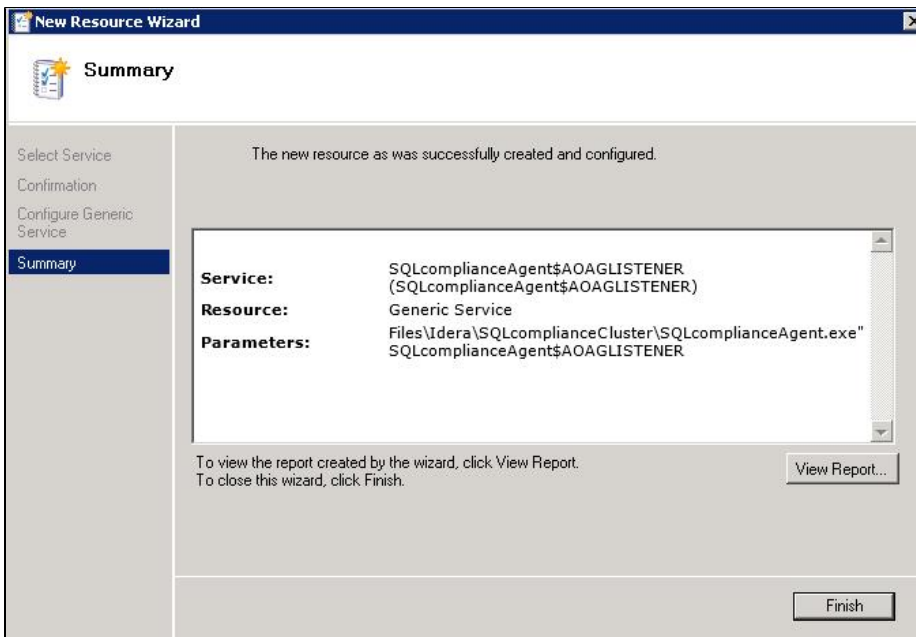 New Resource Wizard
Summary
Select Service
Confirmation
Configure Generic
Service
Summary
The new resource as was successfully created and configured.
Service: SQLcomplianceAgent$AOAGLISTENER
(SQLcomplianceAgent$AOAGLISTENER)
Resource: Generic Service
Parameters: Files\Idera\SQLcomplianceCluster\SQLcomplianceAgent.exe"
SQLcomplianceAgent$AOAGLISTENER
To view the report created by the wizard, click View Report.
To close this wizard, click Finish.
View Report...
Finish